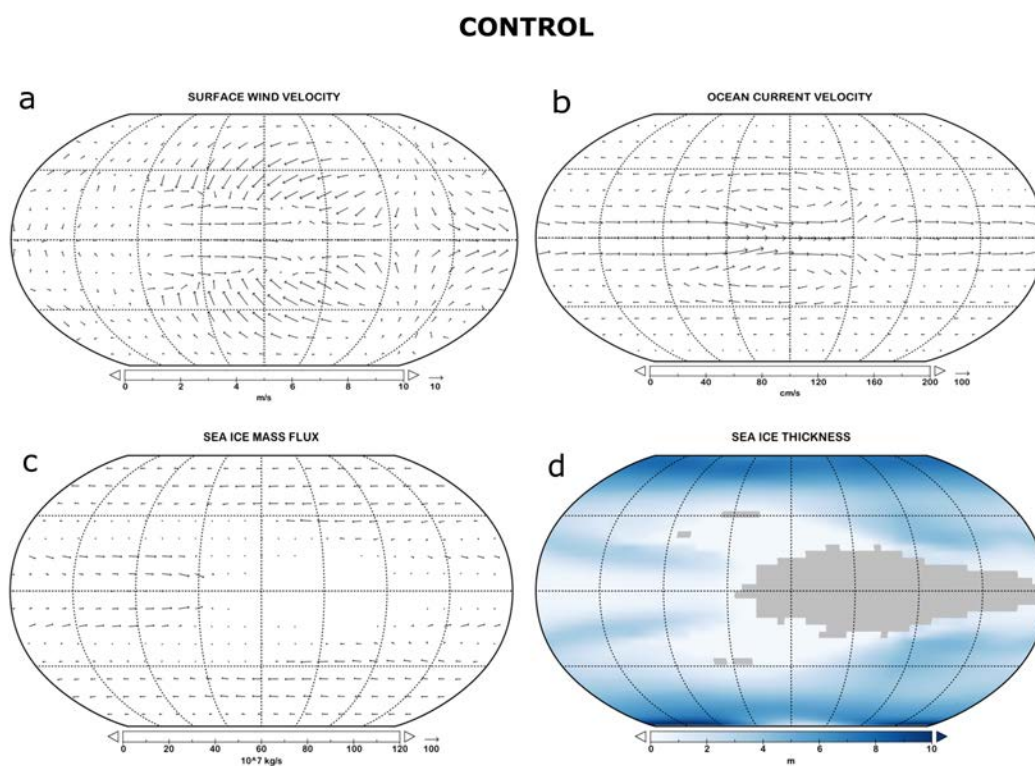 CONTROL
a
SURFACE WIND VELOCITY
0 2 4 6 8 10 10
m/s
b
OCEAN CURRENT VELOCITY
0 40 80 120 160 200 100
cm/s
c
SEA ICE MASS FLUX
0 20 40 60 80 100 120 100
10^7 kg/s
d
SEA ICE THICKNESS
0 2 4 6 8 10
m